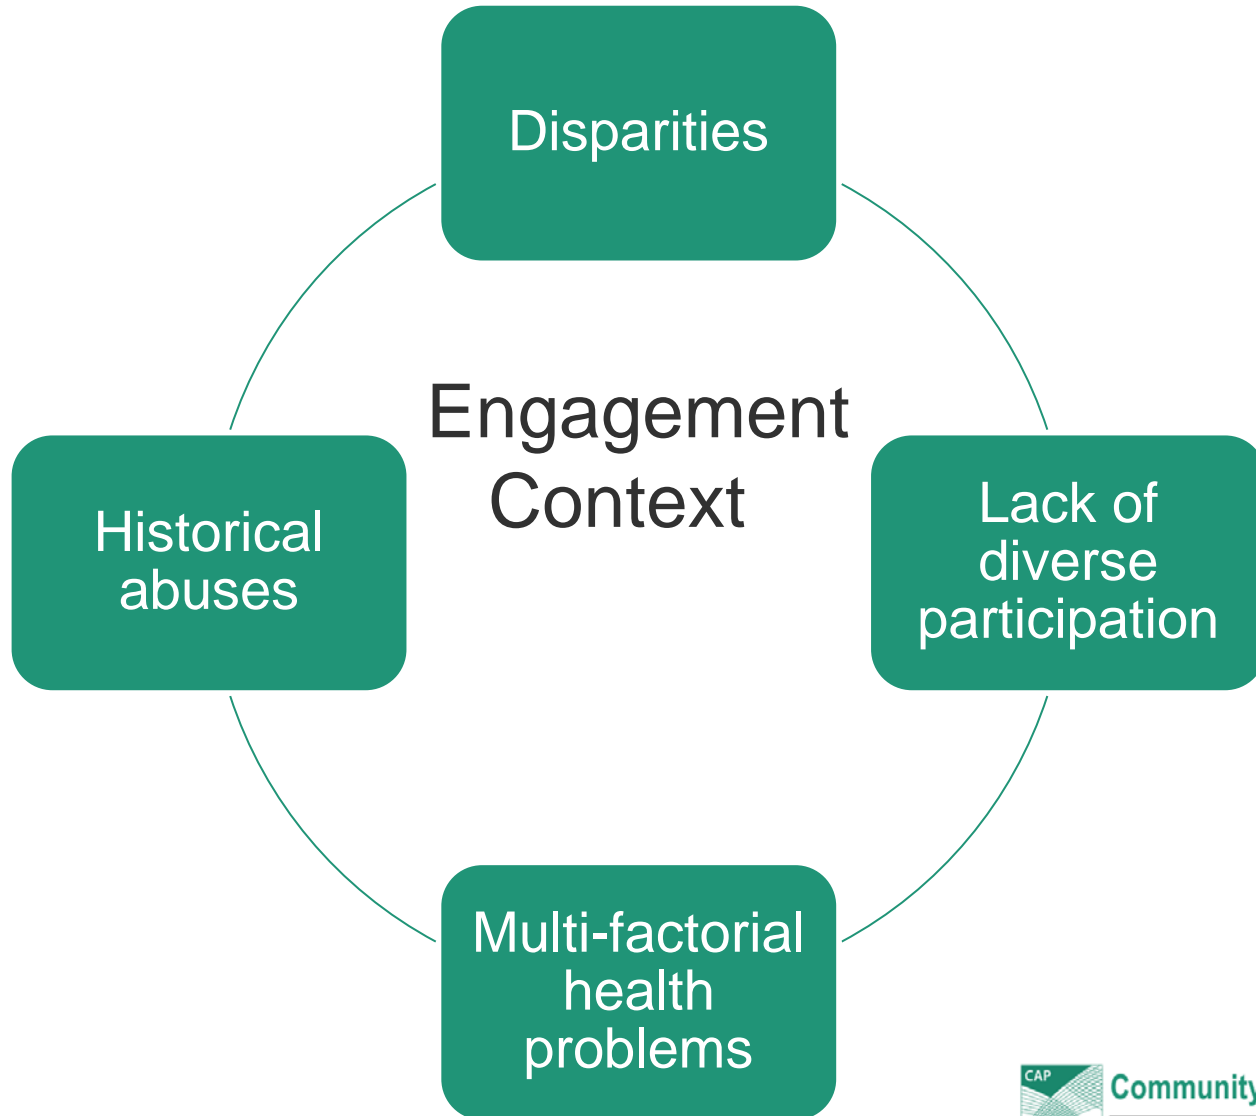 Disparities
Engagement
Context
Historical
abuses
Lack of
diverse
participation
Multi-factorial
health
problems
CAP
Community